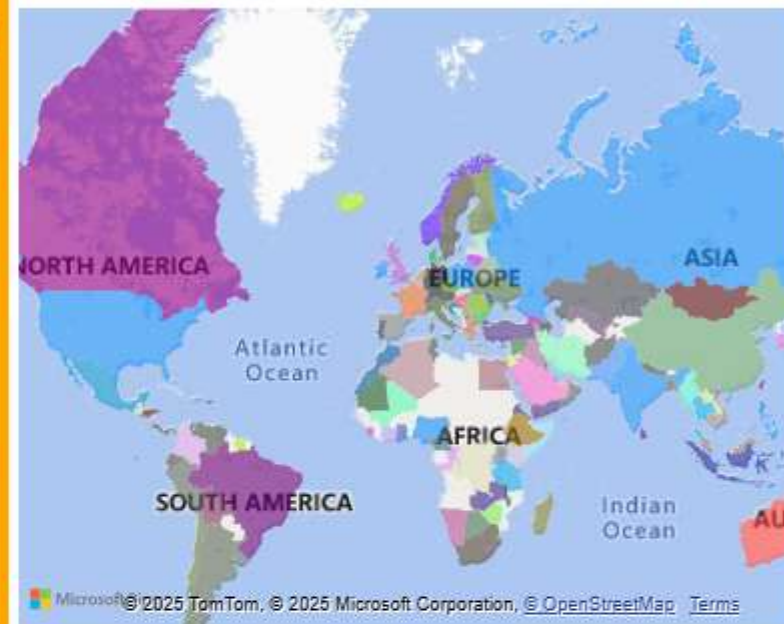 NORTH AMERICA
EUROPE
ASIA
Atlantic
Ocean
AFRICA
SOUTH AMERICA
Indian
Ocean
AU
Microsoft
© 2025 TomTom, © 2025 Microsoft Corporation, © OpenStreetMap Terms